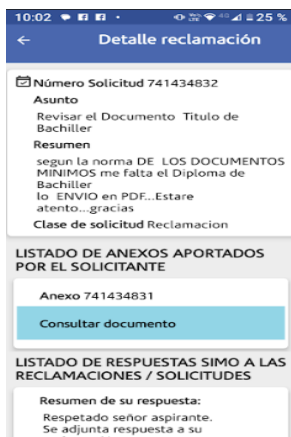 10:02
25 %
Detalle reclamación
Número Solicitud 741434832
Asunto
Revisar el Documento Titulo de
Bachiller
Resumen
segun la norma DE LOS DOCUMENTOS
MINIMOS me falta el Diploma de
Bachiller
lo ENVIO en PDF...Estare
atento...gracias
Clase de solicitud Reclamacion
LISTADO DE ANEXOS APORTADOS
POR EL SOLICITANTE
Anexo 741434831
Consultar documento
LISTADO DE RESPUESTAS SIMO A LAS
RECLAMACIONES / SOLICITUDES
Resumen de su respuesta:
Respetado señor aspirante.
Se adjunta respuesta a su